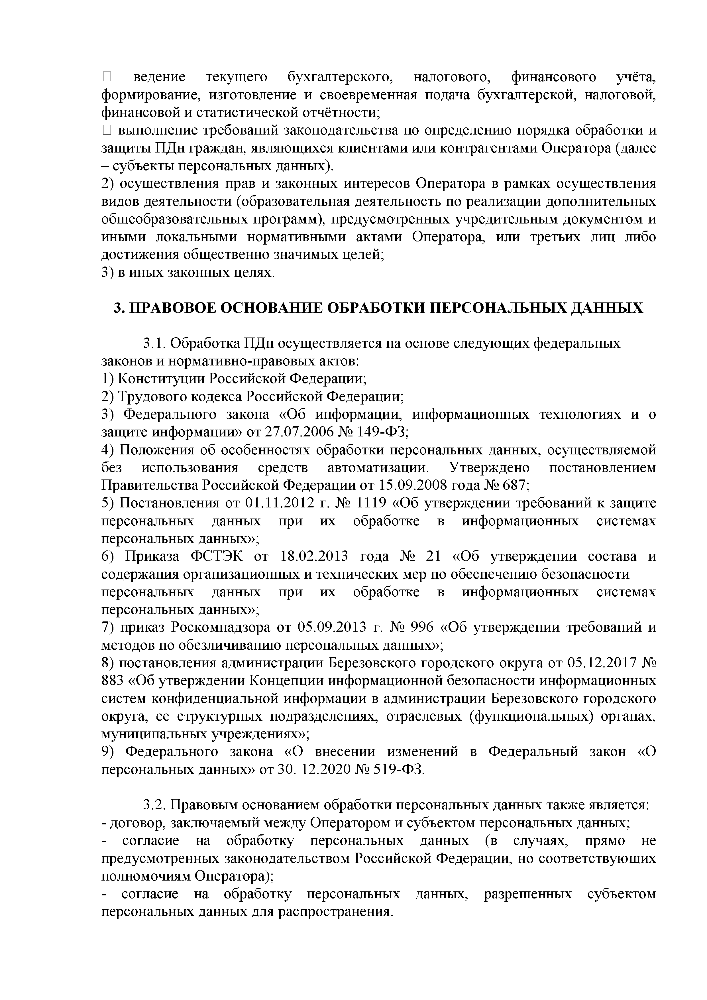 □ ведение текущего бухгалтерского, налогового, финансового учёта,
формирование, изготовление и своевременная подача бухгалтерской, налоговой,
финансовой и статистической отчётности;
□ выполнение требований законодательства по определению порядка обработки и
защиты ПДн граждан, являющихся клиентами или контрагентами Оператора (далее
– субъекты персональных данных).
2) осуществления прав и законных интересов Оператора в рамках осуществления
видов деятельности (образовательная деятельность по реализации дополнительных
общеобразовательных программ), предусмотренных учредительным документом и
иными локальными нормативными актами Оператора, или третьих лиц либо
достижения общественно значимых целей;
3) в иных законных целях.
3. ПРАВОВОЕ ОСНОВАНИЕ ОБРАБОТКИ ПЕРСОНАЛЬНЫХ ДАННЫХ
3.1. Обработка ПДн осуществляется на основе следующих федеральных
законов и нормативно-правовых актов:
1) Конституции Российской Федерации;
2) Трудового кодекса Российской Федерации;
3) Федерального закона «Об информации, информационных технологиях и о
защите информации» от 27.07.2006 № 149-ФЗ;
4) Положения об особенностях обработки персональных данных, осуществляемой
без использования средств автоматизации. Утверждено постановлением
Правительства Российской Федерации от 15.09.2008 года № 687;
5) Постановления от 01.11.2012 г. № 1119 «Об утверждении требований к защите
персональных данных при их обработке в информационных системах
персональных данных»;
6) Приказа ФСТЭК от 18.02.2013 года № 21 «Об утверждении состава и
содержания организационных и технических мер по обеспечению безопасности
персональных данных при их обработке в информационных системах
персональных данных»;
7) приказ Роскомнадзора от 05.09.2013 г. № 996 «Об утверждении требований и
методов по обезличиванию персональных данных»;
8) постановления администрации Березовского городского округа от 05.12.2017 №
883 «Об утверждении Концепции информационной безопасности информационных
систем конфиденциальной информации в администрации Березовского городского
округа, ее структурных подразделениях, отраслевых (функциональных) органах,
муниципальных учреждениях»;
9) Федерального закона «О внесении изменений в Федеральный закон «О
персональных данных» от 30. 12.2020 № 519-ФЗ.
3.2. Правовым основанием обработки персональных данных также является:
- договор, заключаемый между Оператором и субъектом персональных данных;
- согласие на обработку персональных данных (в случаях, прямо не
предусмотренных законодательством Российской Федерации, но соответствующих
полномочиям Оператора);
- согласие на обработку персональных данных, разрешенных субъектом
персональных данных для распространения.